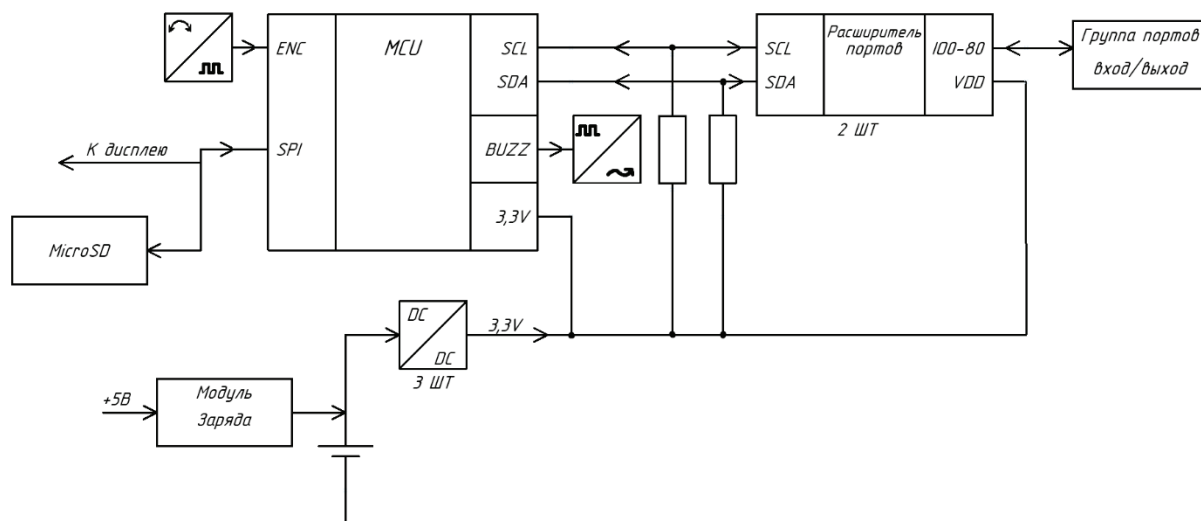 ENC
MCU
SCL
SDA
BUZZ
3,3V
SPI
К дисплею
MicroSD
SCL
SDA
Расширитель
портов
I00-80
VDD
2 ШТ
Группа портов
вход/выход
DC
DC
3,3V
3 ШТ
+5В
Модуль
Заряда